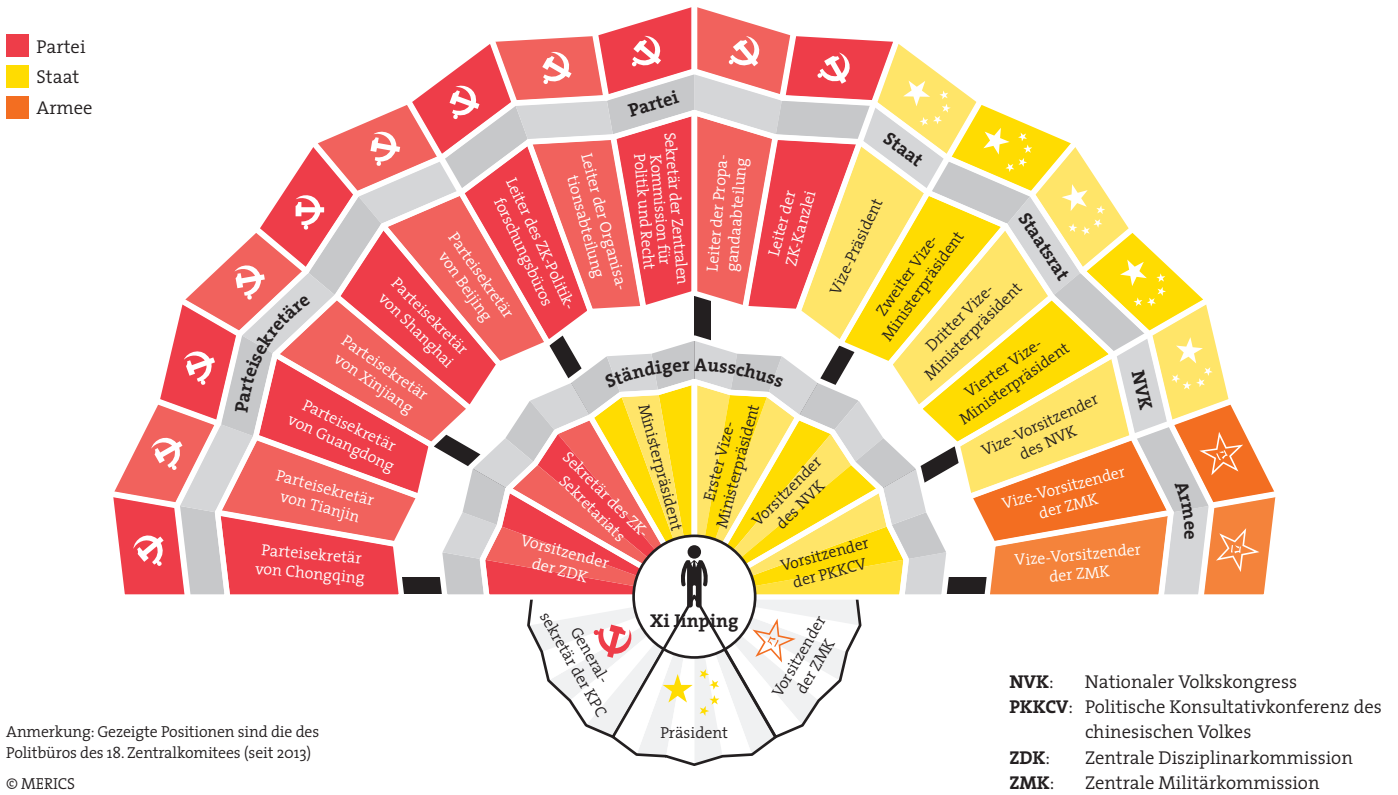 Partei
Staat
Armee
Parteisekretäre
Partei
Staat
Staatsrat
NVK
Armee
Parteisekretär
von Chongqing
Parteisekretär
von Tianjin
Parteisekretär
von Guangdong
Parteisekretär
von Xinjiang
Parteisekretär
von Shanghai
Parteisekretär
von Beijing
Leiter des ZK-Politik-
forschungsbüros
Leiter der Organisa-
tionsabteilung
Sekretär der Zentralen
Kommission für
Politik und Recht
Leiter der Propa-
gandaabteilung
Leiter der
ZK-Kanzlei
Vize-Präsident
Zweiter Vize-
Ministerpräsident
Dritter Vize-
Ministerpräsident
Vierter Vize-
Ministerpräsident
Vize-Vorsitzender
des NVK
Vize-Vorsitzender
der ZMK
Vize-Vorsitzender
der ZMK
Ständiger Ausschuss
Vorsitzender
der ZDK
Sekretär des ZK-
Sekretariats
Ministerpräsident
Erster Vize-
Ministerpräsident
Vorsitzender
des NVK
Vorsitzender
der PKKCV
Xi Jinping
General-
sekretär der KPC
Präsident
Vorsitzender
der ZMK
Anmerkung: Gezeigte Positionen sind die des
Politbüros des 18. Zentralkomitees (seit 2013)
© MERICS
NVK: Nationaler Volkskongress
PKKCV: Politische Konsultativkonferenz des
chinesischen Volkes
ZDK: Zentrale Disziplinarkommission
ZMK: Zentrale Militärkommission